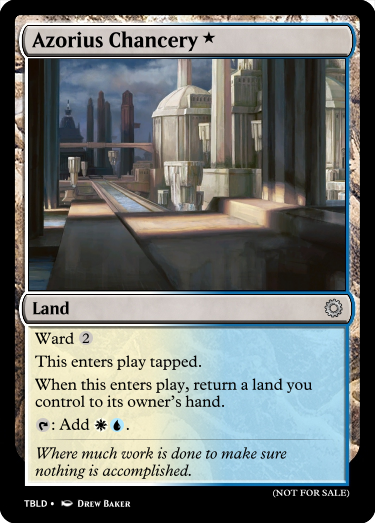 Azorius Chancery ★
Land
Ward 2
This enters play tapped.
When this enters play, return a land you
control to its owner's hand.
: Add .
Where much work is done to make sure
nothing is accomplished.
(NOT FOR SALE)
TBLD • Drew Baker